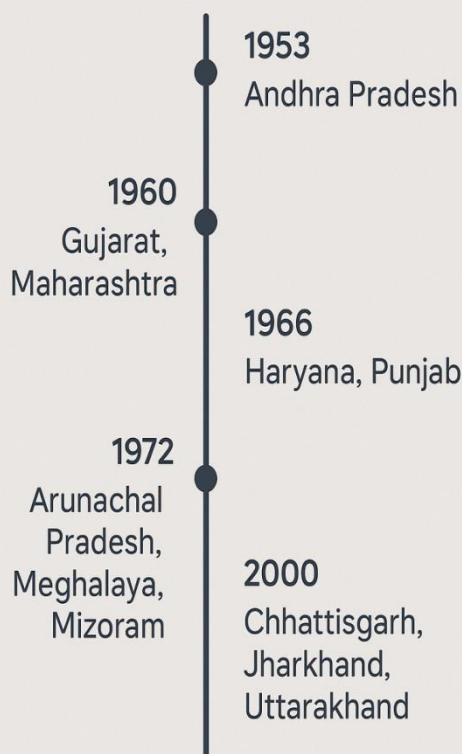 1953
Andhra Pradesh
1960
Gujarat,
Maharashtra
1966
Haryana, Punjab
1972
Arunachal
Pradesh,
Meghalaya,
Mizoram
2000
Chhattisgarh,
Jharkhand,
Uttarakhand